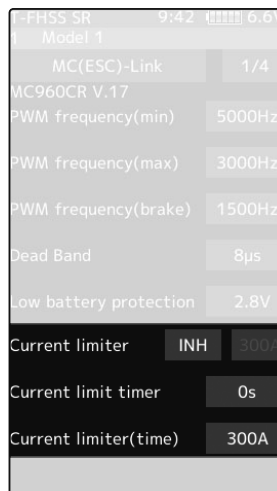 T-FHSS SR 9:42 6.6V
1 Model 1
MC(ESC)-Link 1/4
MC960CR V.17
PWM frequency(min) 5000Hz
PWM frequency(max) 3000Hz
PWM frequency(brake) 1500Hz
Dead Band 8μs
Low battery protection 2.8V
Current limiter INH 300A
Current limit timer 0s
Current limiter(time) 300A